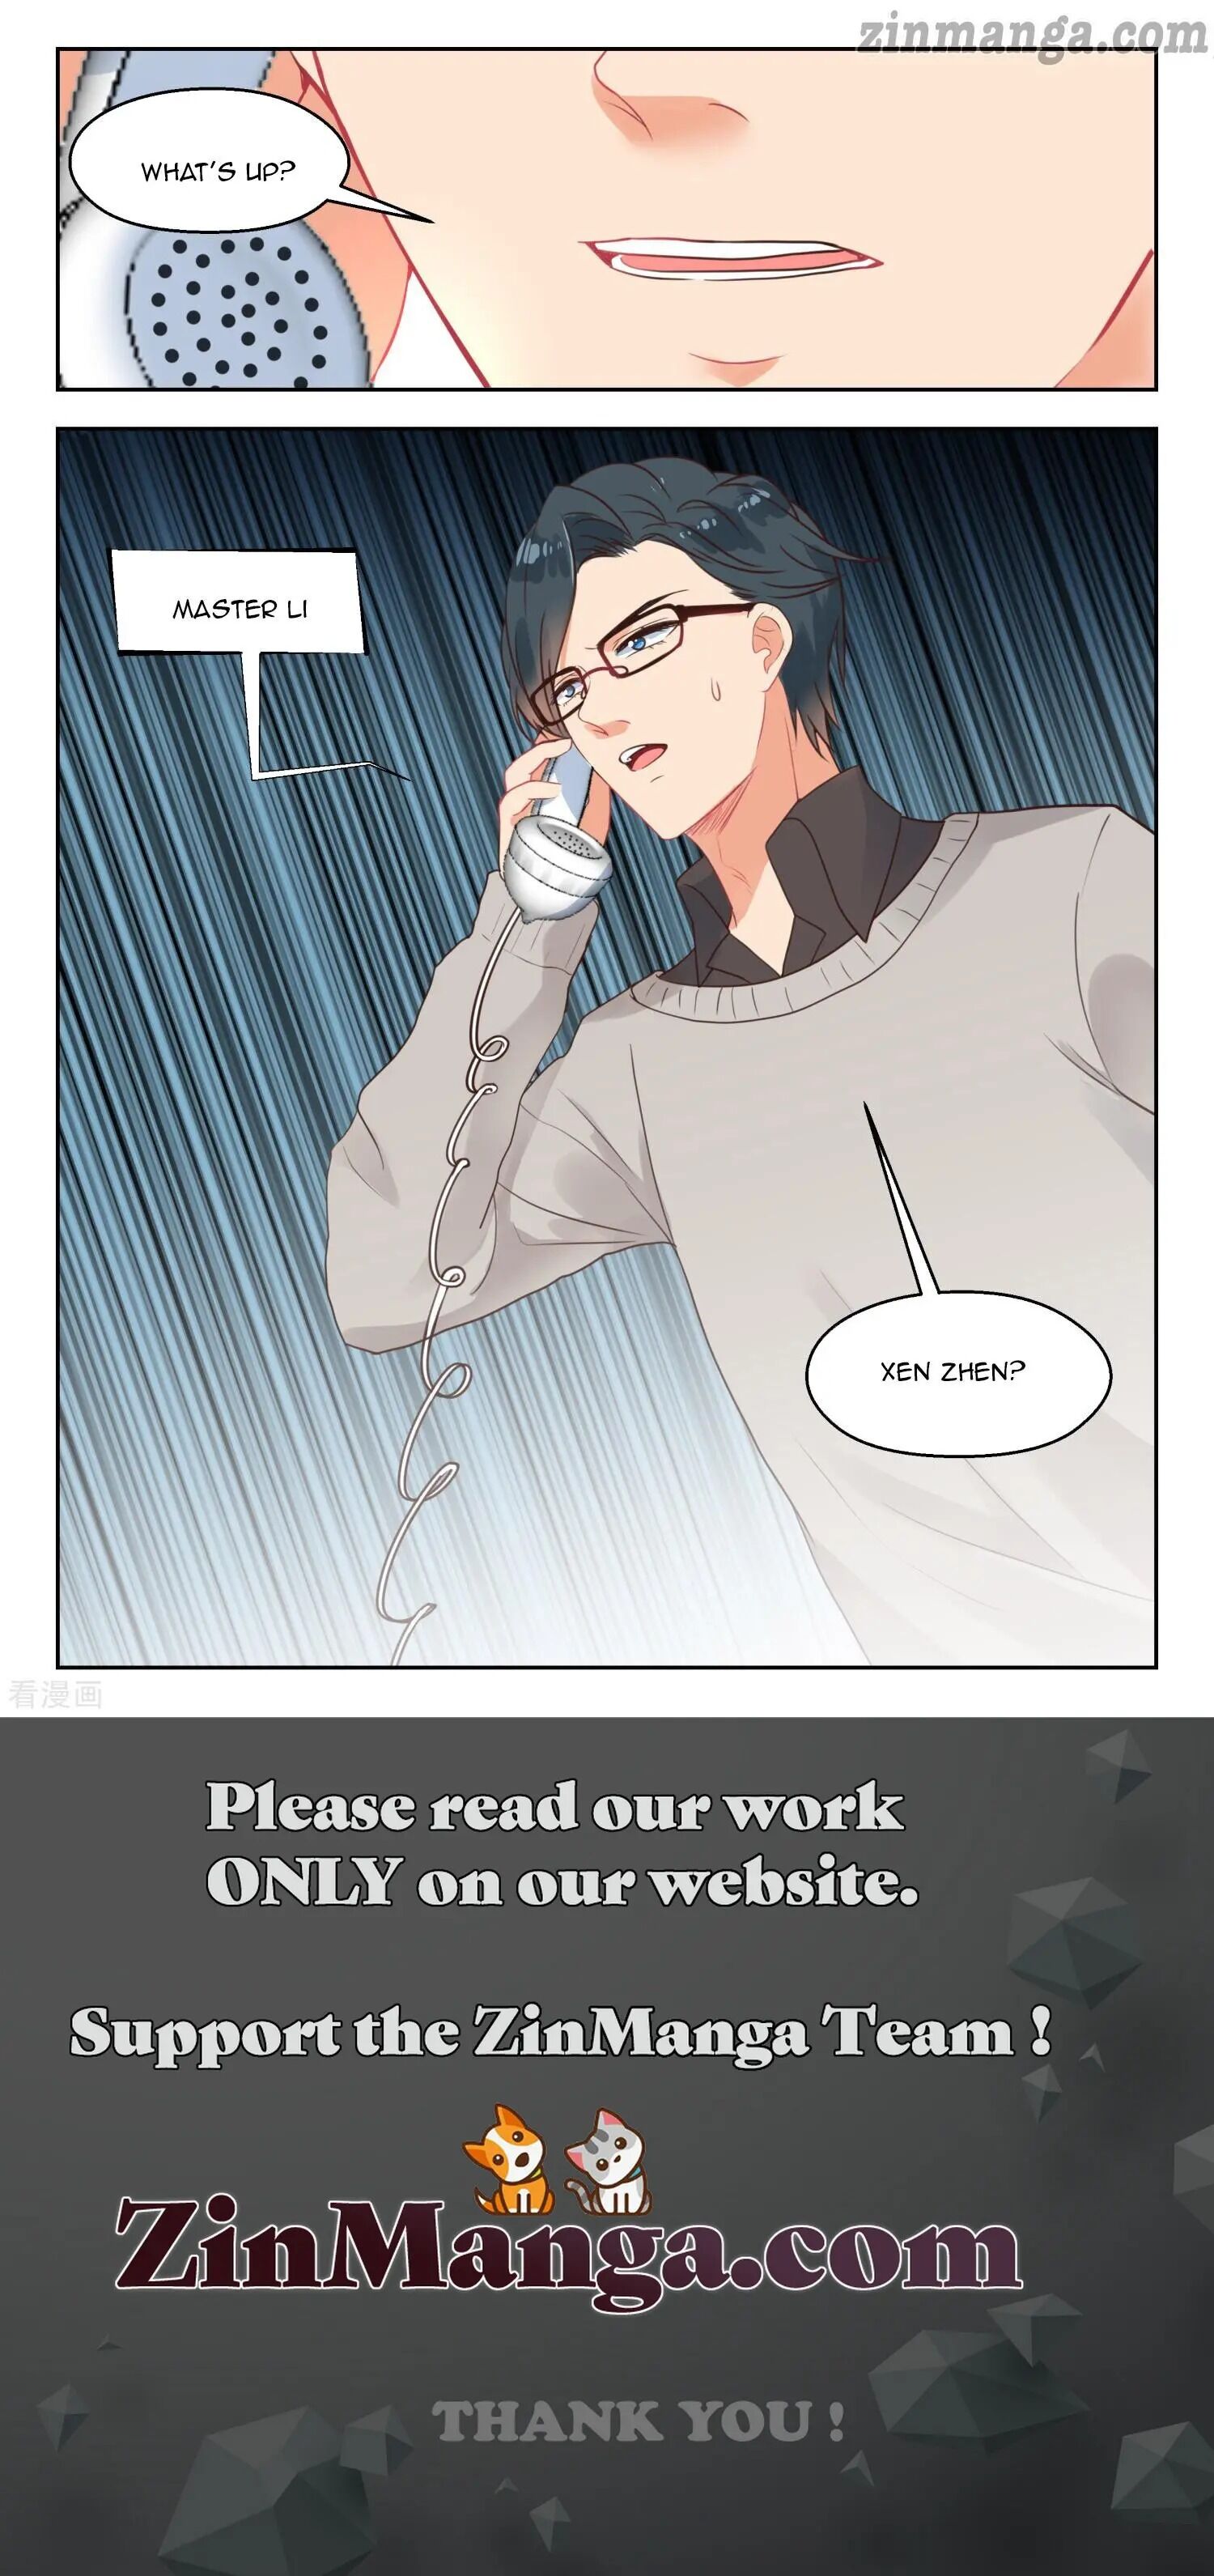 zinmanga.com
WHAT'S UP?
MASTER LI
XEN ZHEN?
看漫画
Please read our work
ONLY on our website.
Support the ZinManga Team !
ZinManga.com
THANK YOU !